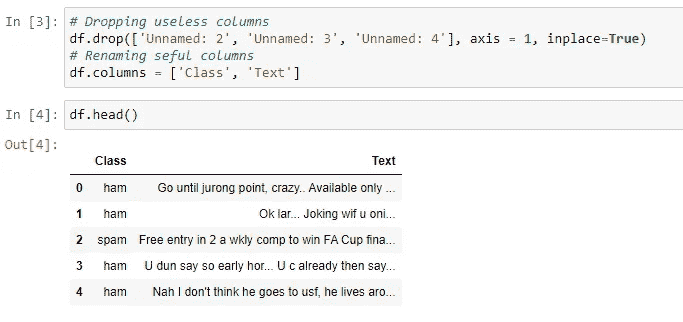 In [3]: # Dropping useless columns
df.drop(['Unnamed: 2', 'Unnamed: 3', 'Unnamed: 4'], axis = 1, inplace=True)
# Renaming seful columns
df.columns = ['Class', 'Text']
In [4]: df.head()
Out[4]:
Class Text
0 ham Go until jurong point, crazy.. Available only ...
1 ham Ok lar... Joking wif u oni...
2 spam Free entry in 2 a wkly comp to win FA Cup fina...
3 ham U dun say so early hor... U c already then say...
4 ham Nah I don't think he goes to usf, he lives aro...